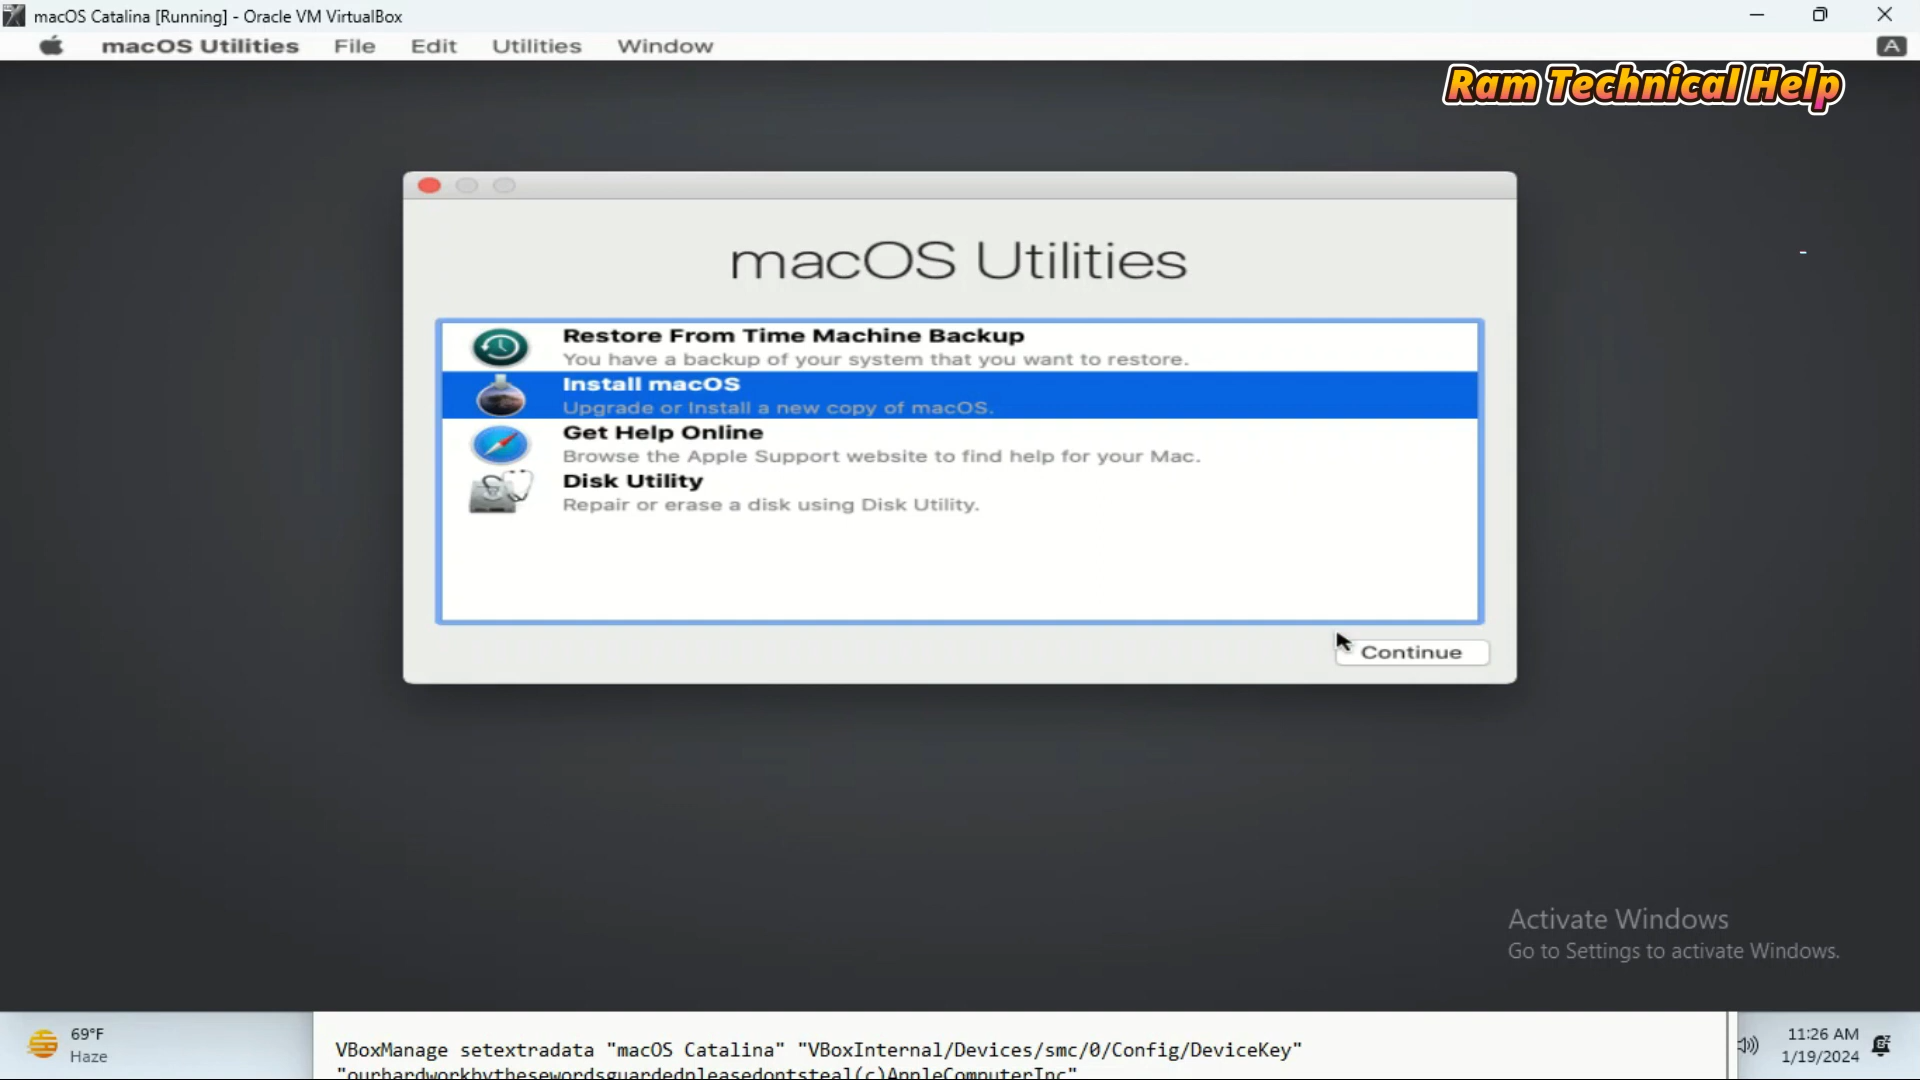 macOS Catalina [Running] - Oracle VM VirtualBox
macOS Utilities File Edit Utilities Window A
Ram Technical Help
macOS Utilities
Restore From Time Machine Backup
You have a backup of your system that you want to restore.
Install macOS
Upgrade or Install a new copy of macOS.
Get Help Online
Browse the Apple Support website to find help for your Mac.
Disk Utility
Repair or erase a disk using Disk Utility.
Continue
Activate Windows
Go to Settings to activate Windows.
69°F
Haze
VBoxManage setextradata "macOS Catalina" "VBoxInternal/Devices/smc/0/Config/DeviceKey"
"ourhardworkbythesewordsguardedpleasedontsteal(c)AppleComputerInc"
11:26 AM
1/19/2024